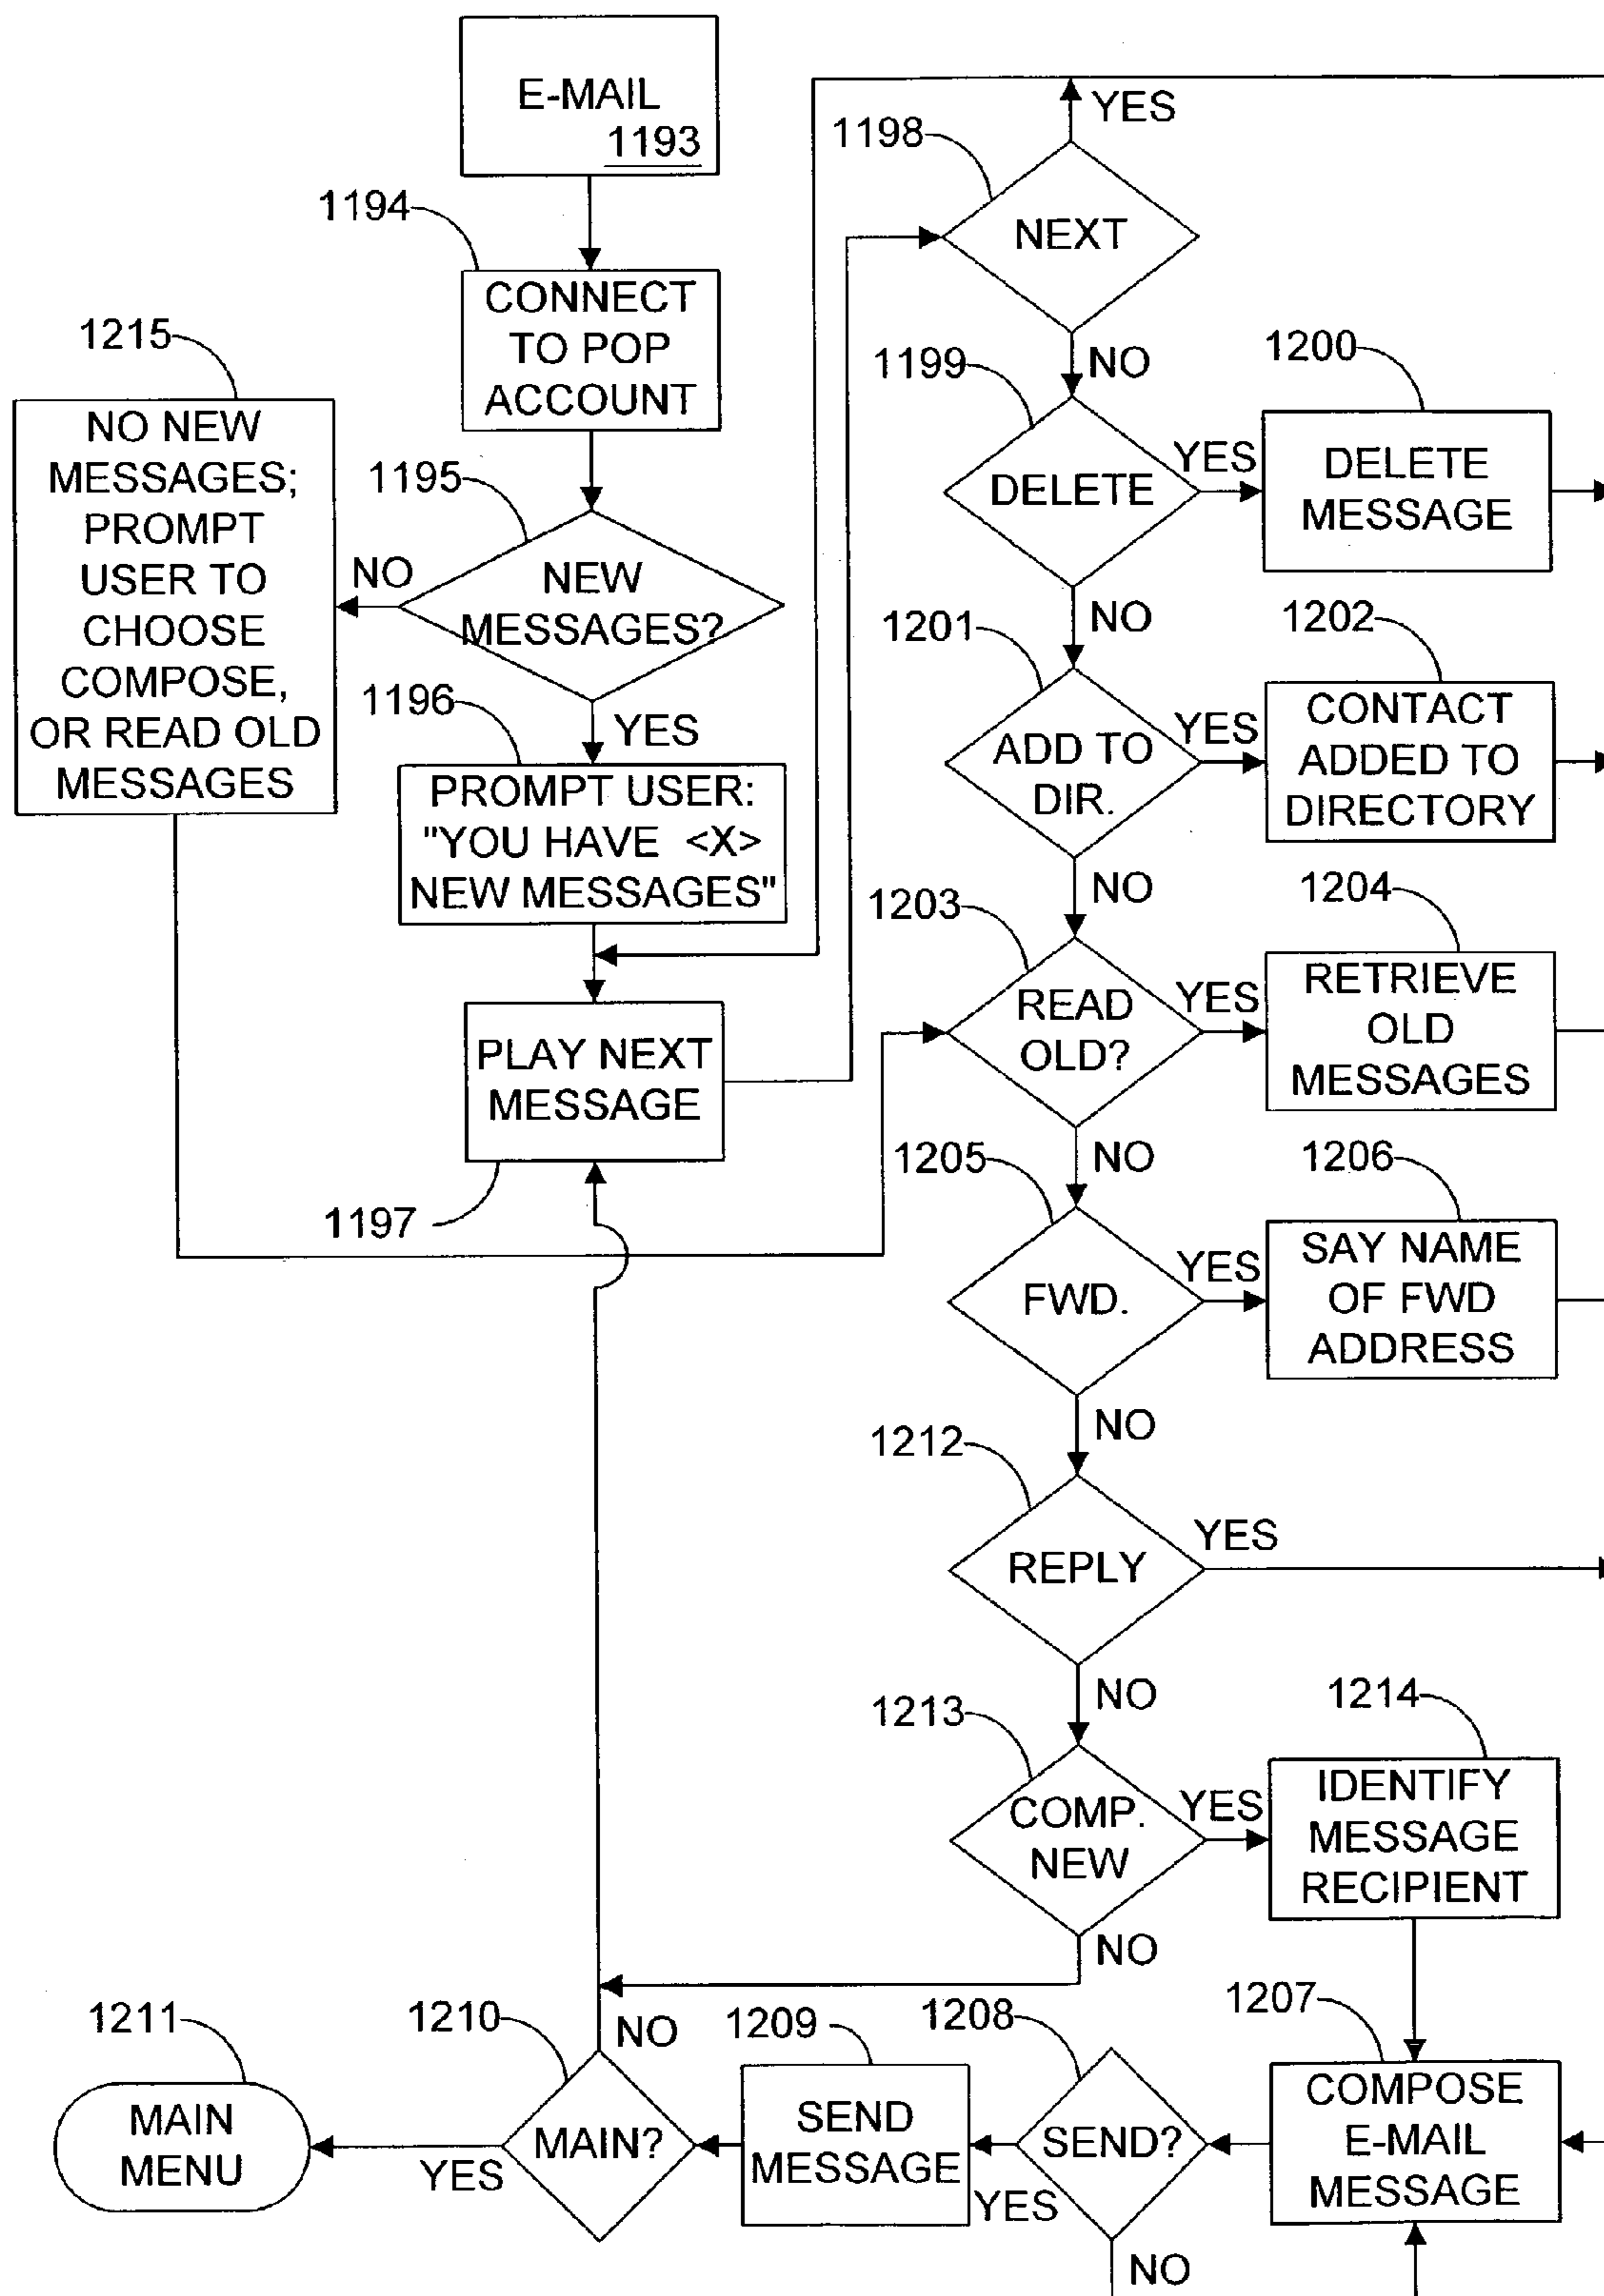 E-MAIL
1193
1194
CONNECT
TO POP
ACCOUNT
1215
NO NEW
MESSAGES;
PROMPT
USER TO
CHOOSE
COMPOSE,
OR READ OLD
MESSAGES
1195
NO
NEW
MESSAGES?
YES
1196
PROMPT USER:
"YOU HAVE <X>
NEW MESSAGES"
PLAY NEXT
MESSAGE
1197
YES
1198
NEXT
NO
1199
DELETE
YES
1200
DELETE
MESSAGE
NO
1201
ADD TO
DIR.
YES
1202
CONTACT
ADDED TO
DIRECTORY
NO
1203
READ
OLD?
YES
1204
RETRIEVE
OLD
MESSAGES
NO
1205
FWD.
YES
1206
SAY NAME
OF FWD
ADDRESS
NO
1212
REPLY
YES
NO
1213
COMP.
NEW
YES
1214
IDENTIFY
MESSAGE
RECIPIENT
NO
1207
COMPOSE
E-MAIL
MESSAGE
1208
SEND?
YES
NO
1209
SEND
MESSAGE
1210
NO
MAIN?
YES
1211
MAIN
MENU